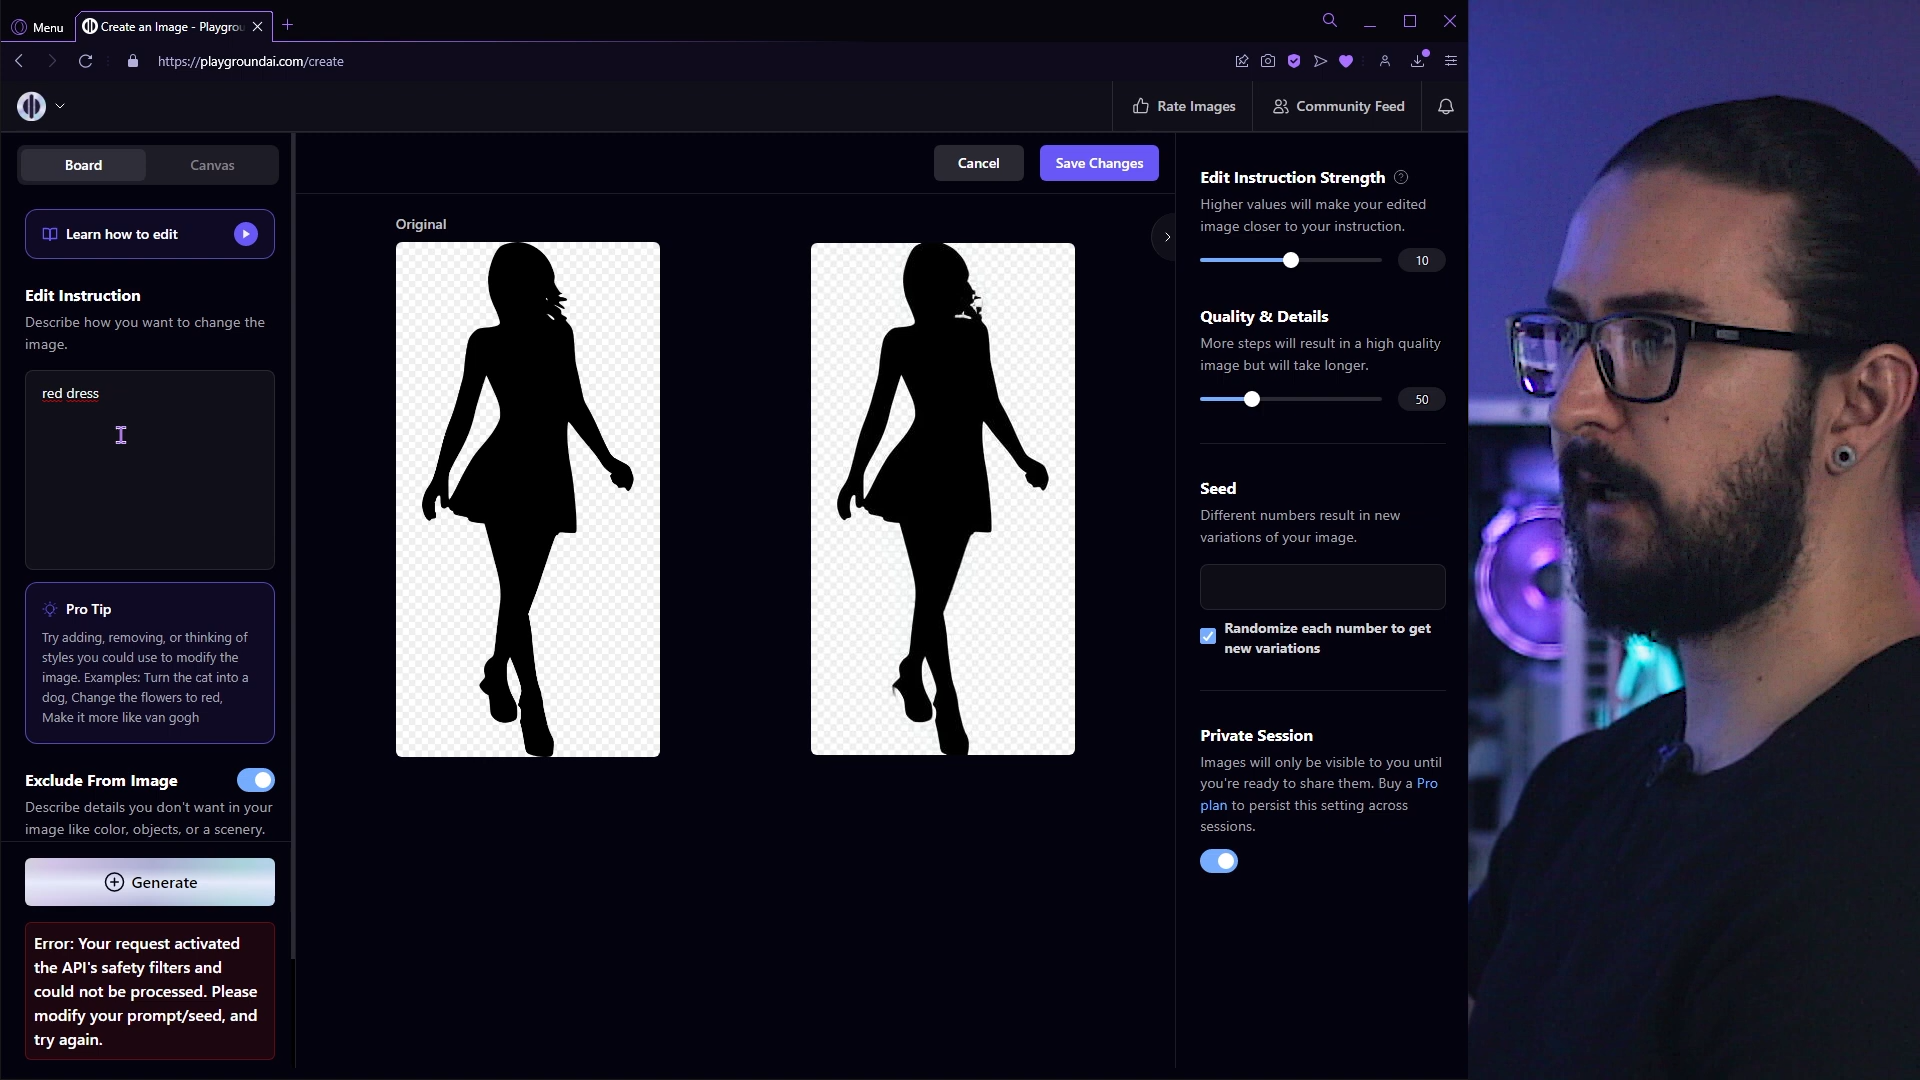 Menu
Create an Image - Playgrou
https://playgroundai.com/create
Rate Images
Community Feed
Board
Canvas
Cancel
Save Changes
Learn how to edit
Edit Instruction
Describe how you want to change the
image.
red dress
Pro Tip
Try adding, removing, or thinking of
styles you could use to modify the
image. Examples: Turn the cat into a
dog, Change the flowers to red,
Make it more like van gogh
Exclude From Image
Describe details you don't want in your
image like color, objects, or a scenery.
Generate
Error: Your request activated
the API's safety filters and
could not be processed. Please
modify your prompt/seed, and
try again.
Original
Edit Instruction Strength
Higher values will make your edited
image closer to your instruction.
10
Quality & Details
More steps will result in a high quality
image but will take longer.
50
Seed
Different numbers result in new
variations of your image.
Randomize each number to get
new variations
Private Session
Images will only be visible to you until
you're ready to share them. Buy a Pro
plan to persist this setting across
sessions.